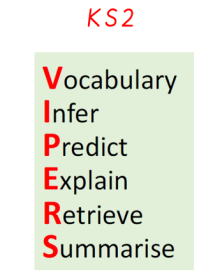 KS2
Vocabulary
Infer
Predict
Explain
Retrieve
Summarise